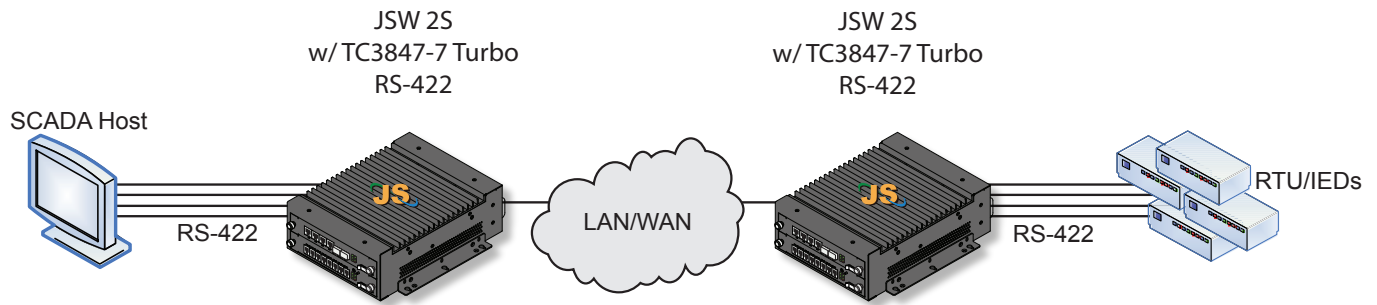 JSW 2S
w/ TC3847-7 Turbo
RS-422
JSW 2S
w/ TC3847-7 Turbo
RS-422
SCADA Host
JS
LAN/WAN
JS
RTU/IEDs
RS-422
RS-422